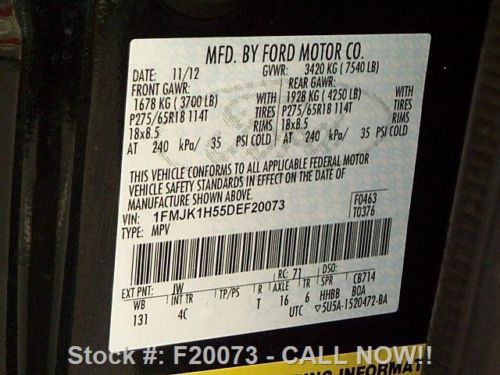 MFD. BY FORD MOTOR CO.
DATE: 11/12 GVWR: 3420 KG ( 7540 LB)
FRONT GAWR: REAR GAWR:
1678 KG ( 3700 LB) WITH 1928 KG ( 4250 LB) WITH
P275/65R18 114T TIRES P275/65R18 114T TIRES
18x8.5 RIMS 18x8.5 RIMS
AT 240 kPa/ 35 PSI COLD AT 240 kPa/ 35 PSI COLD
THIS VEHICLE CONFORMS TO ALL APPLICABLE FEDERAL MOTOR
VEHICLE SAFETY STANDARDS IN EFFECT ON THE DATE OF
MANUFACTURE SHOWN ABOVE.
VIN: 1FMJK1H55DEF20073 F0463
TYPE: MPV T0376
EXT PNT: JW RC: 71 CB714
WB INT TR TP/PS R AXLE TR SPR BOA
131 4C T 16 6 HHBB
UTC 5U5A-1520472-BA
RING INFORMAT
Stock #: F20073 - CALL NOW!!